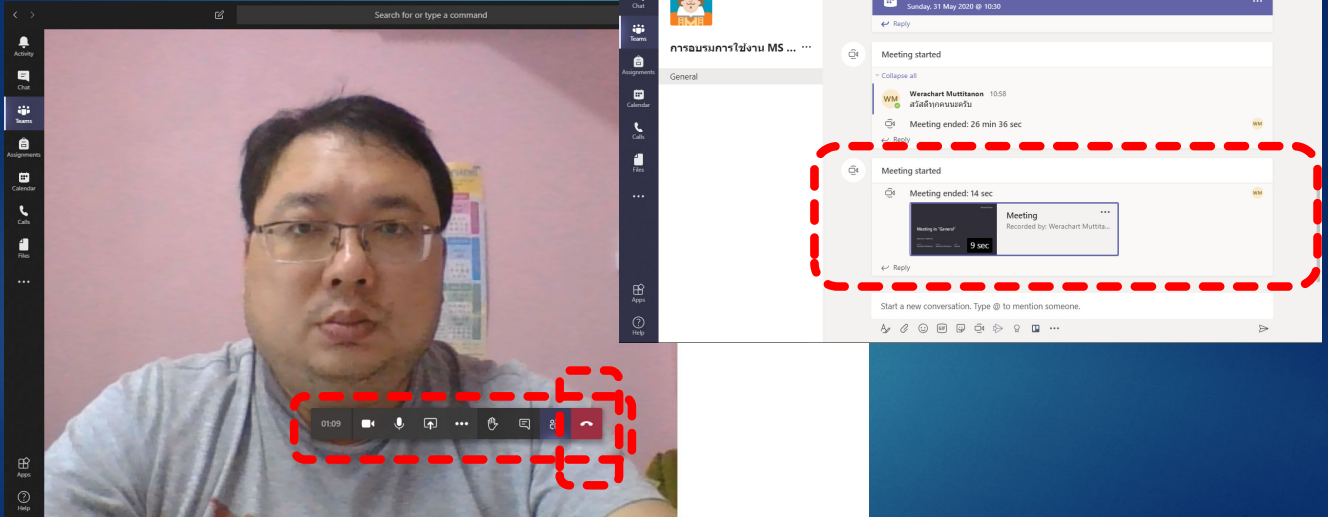 Search for or type a command
Activity
Chat
Teams
Assignments
Calendar
Calls
Files
Apps
Help
01:09
Chat
Teams
Assignments
Calendar
Calls
Files
Apps
Help
การอบรมการใช้งาน MS ...
General
Sunday, 31 May 2020 @ 10:30
Reply
Meeting started
Collapse all
WM
Werachart Muttitanon 10:58
สวัสดีทุกคนนะครับ
Meeting ended: 26 min 36 sec
WM
Reply
Meeting started
Meeting ended: 14 sec
WM
Meeting in "General"
9 sec
Meeting
Recorded by: Werachart Muttita...
Reply
Start a new conversation. Type @ to mention someone.
GIF